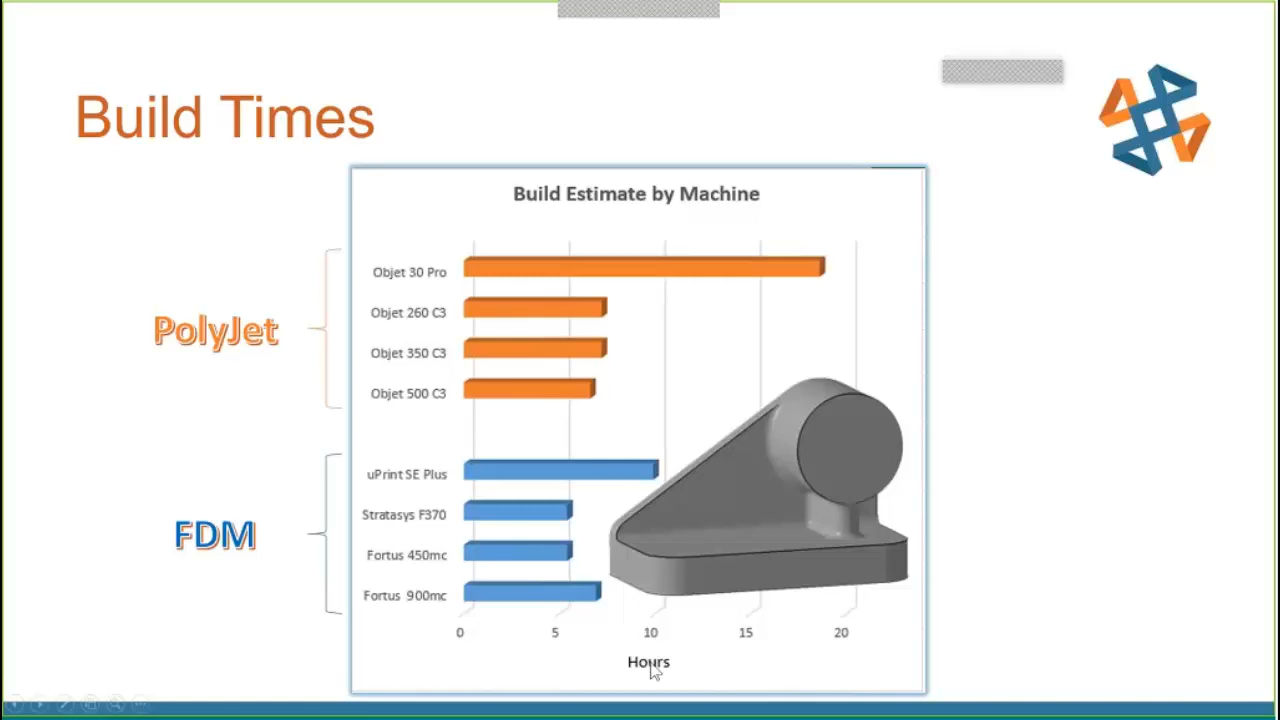 Build Times
Build Estimate by Machine
PolyJet
Objet 30 Pro
Objet 260 C3
Objet 350 C3
Objet 500 C3
FDM
uPrint SE Plus
Stratasys F370
Fortus 450mc
Fortus 900mc
0 5 10 15 20
Hours